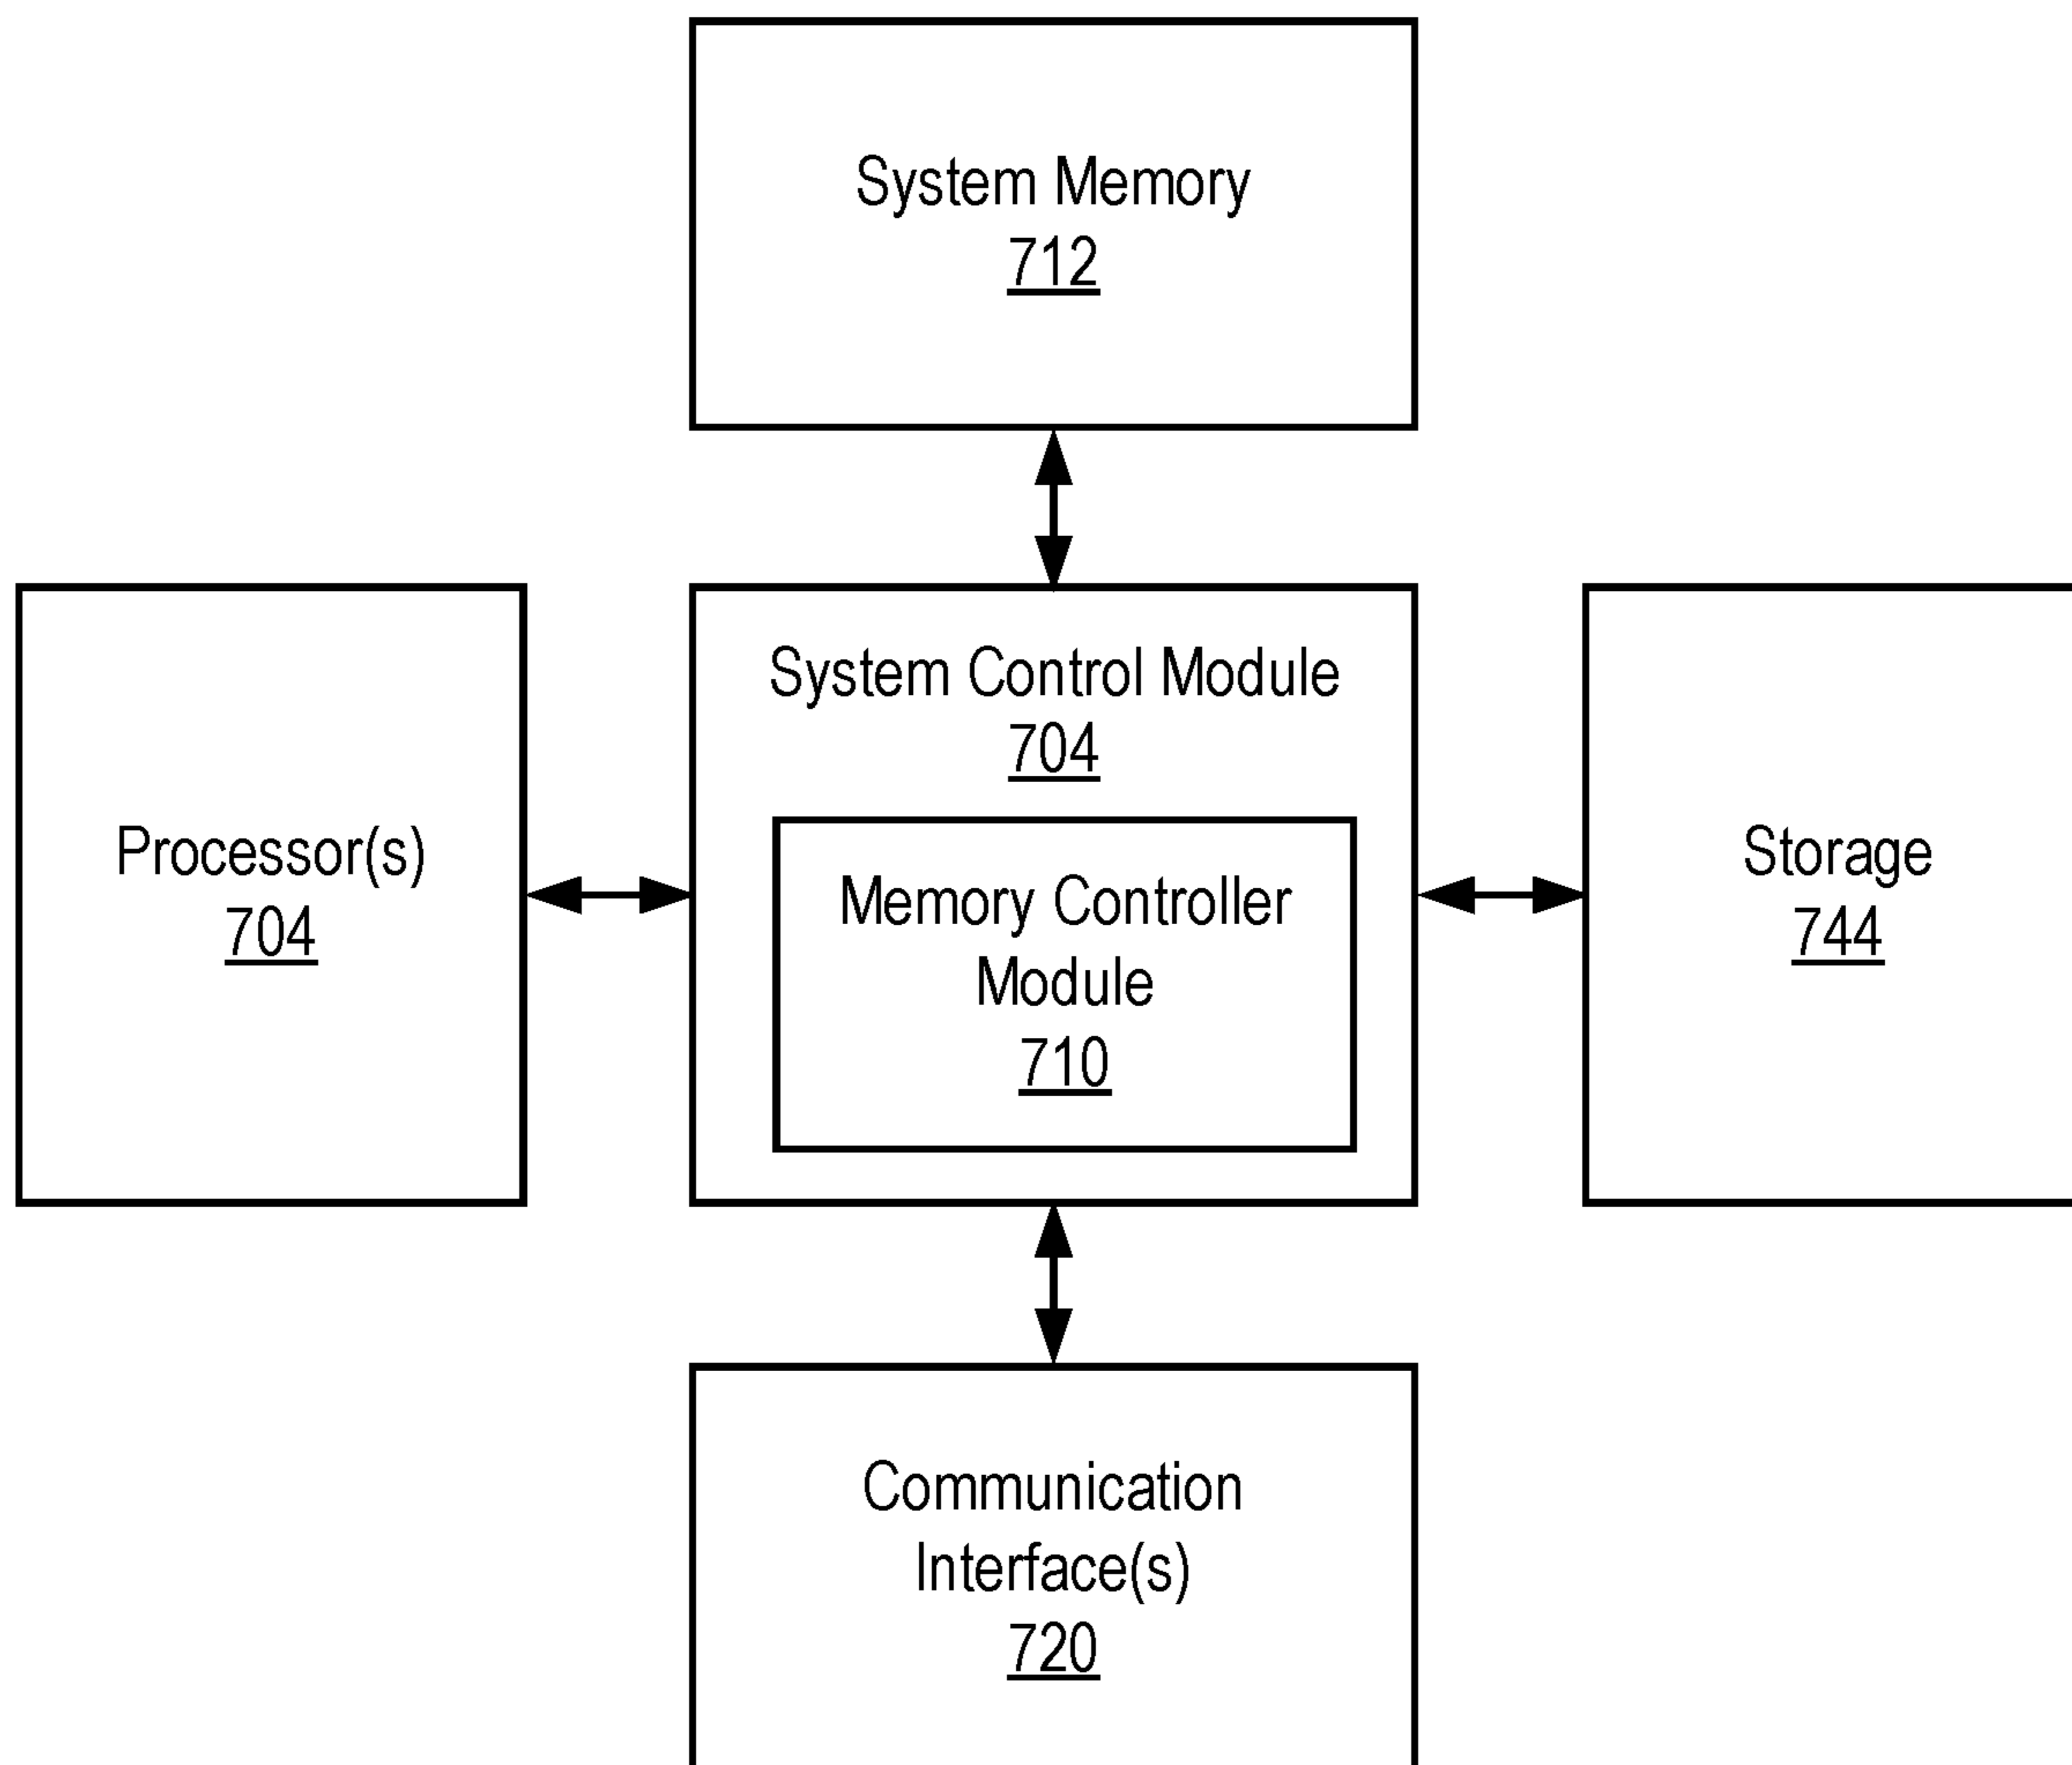 System Memory
712
System Control Module
704
Processor(s)
704
Memory Controller
Module
710
Storage
744
Communication
Interface(s)
720